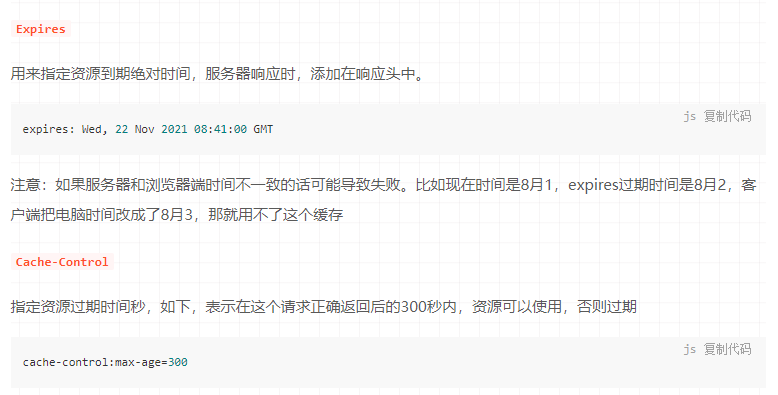 Expires
用来指定资源到期绝对时间，服务器响应时，添加在响应头中。
js 复制代码
expires: Wed, 22 Nov 2021 08:41:00 GMT
注意：如果服务器和浏览器端时间不一致的话可能导致失败。比如现在时间是8月1，expires过期时间是8月2，客
户端把电脑时间改成了8月3，那就用不了这个缓存
Cache-Control
指定资源过期时间秒，如下，表示在这个请求正确返回后的300秒内，资源可以使用，否则过期
js 复制代码
cache-control:max-age=300